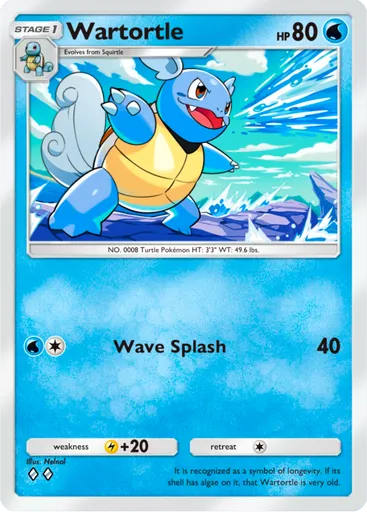 STAGE 1
Wartortle
HP 80
Evolves from Squirtle
NO. 0008 Turtle Pokémon HT: 3'3" WT: 49.6 lbs.
Wave Splash 40
weakness +20 retreat
Illus. Nelnal
It is recognized as a symbol of longevity. If its
shell has algae on it, that Wartortle is very old.